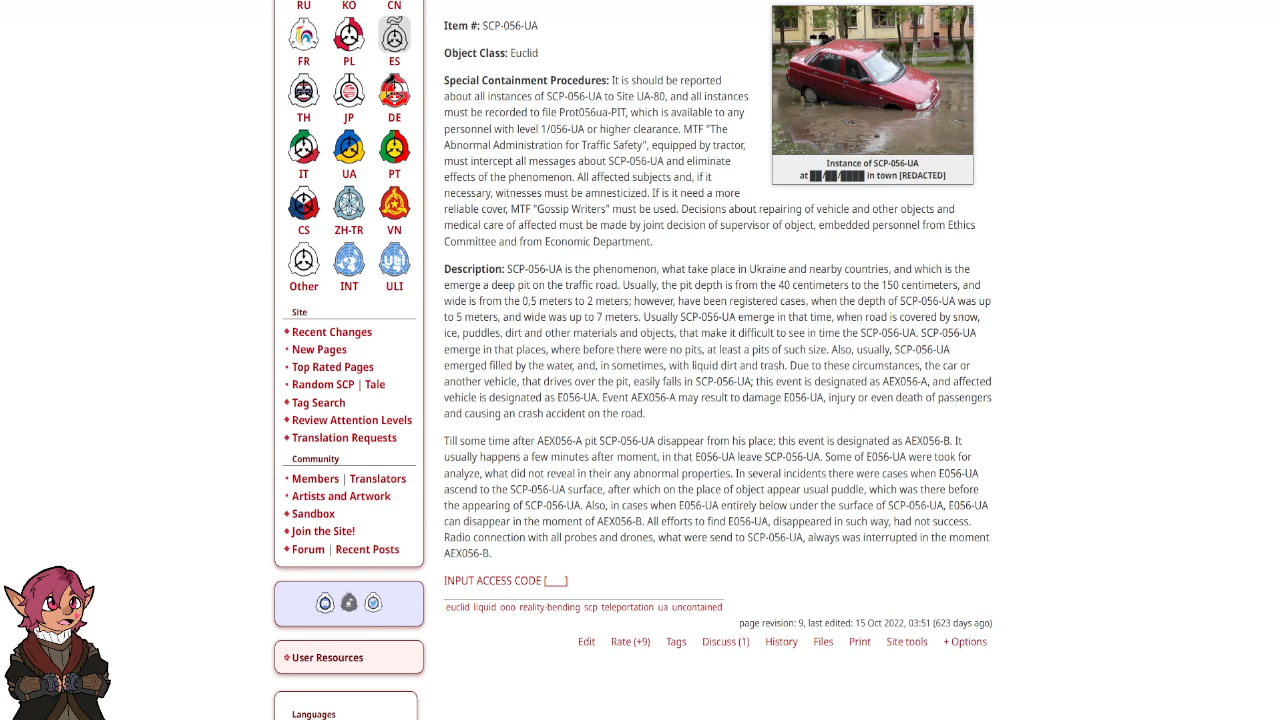 RU KO CN
FR PL ES
TH JP DE
IT UA PT
CS ZH-TR VN
ULI
Other INT ULI
Site
Recent Changes
New Pages
Top Rated Pages
Random SCP | Tale
Tag Search
Review Attention Levels
Translation Requests
Community
Members | Translators
Artists and Artwork
Sandbox
Join the Site!
Forum | Recent Posts
User Resources
Languages
Item #: SCP-056-UA
Object Class: Euclid
Special Containment Procedures: It is should be reported
about all instances of SCP-056-UA to Site UA-80, and all instances
must be recorded to file Prot056ua-PIT, which is available to any
personnel with level 1/056-UA or higher clearance. MTF "The
Abnormal Administration for Traffic Safety", equipped by tractor,
must intercept all messages about SCP-056-UA and eliminate
effects of the phenomenon. All affected subjects and, if it
necessary, witnesses must be amnesticized. If is it need a more
reliable cover, MTF "Gossip Writers" must be used. Decisions about repairing of vehicle and other objects and
medical care of affected must be made by joint decision of supervisor of object, embedded personnel from Ethics
Committee and from Economic Department.
Instance of SCP-056-UA
at ██/██/████ in town [REDACTED]
Description: SCP-056-UA is the phenomenon, what take place in Ukraine and nearby countries, and which is the
emerge a deep pit on the traffic road. Usually, the pit depth is from the 40 centimeters to the 150 centimeters, and
wide is from the 0,5 meters to 2 meters; however, have been registered cases, when the depth of SCP-056-UA was up
to 5 meters, and wide was up to 7 meters. Usually SCP-056-UA emerge in that time, when road is covered by snow,
ice, puddles, dirt and other materials and objects, that make it difficult to see in time the SCP-056-UA. SCP-056-UA
emerge in that places, where before there were no pits, at least a pits of such size. Also, usually, SCP-056-UA
emerged filled by the water, and, in sometimes, with liquid dirt and trash. Due to these circumstances, the car or
another vehicle, that drives over the pit, easily falls in SCP-056-UA; this event is designated as AEX056-A, and affected
vehicle is designated as E056-UA. Event AEX056-A may result to damage E056-UA, injury or even death of passengers
and causing an crash accident on the road.
Till some time after AEX056-A pit SCP-056-UA disappear from his place; this event is designated as AEX056-B. It
usually happens a few minutes after moment, in that E056-UA leave SCP-056-UA. Some of E056-UA were took for
analyze, what did not reveal in their any abnormal properties. In several incidents there were cases when E056-UA
ascend to the SCP-056-UA surface, after which on the place of object appear usual puddle, which was there before
the appearing of SCP-056-UA. Also, in cases when E056-UA entirely below under the surface of SCP-056-UA, E056-UA
can disappear in the moment of AEX056-B. All efforts to find E056-UA, disappeared in such way, had not success.
Radio connection with all probes and drones, what were send to SCP-056-UA, always was interrupted in the moment
AEX056-B.
INPUT ACCESS CODE [____]
euclid liquid ooo reality-bending scp teleportation ua uncontained
page revision: 9, last edited: 15 Oct 2022, 03:51 (623 days ago)
Edit Rate (+9) Tags Discuss (1) History Files Print Site tools + Options